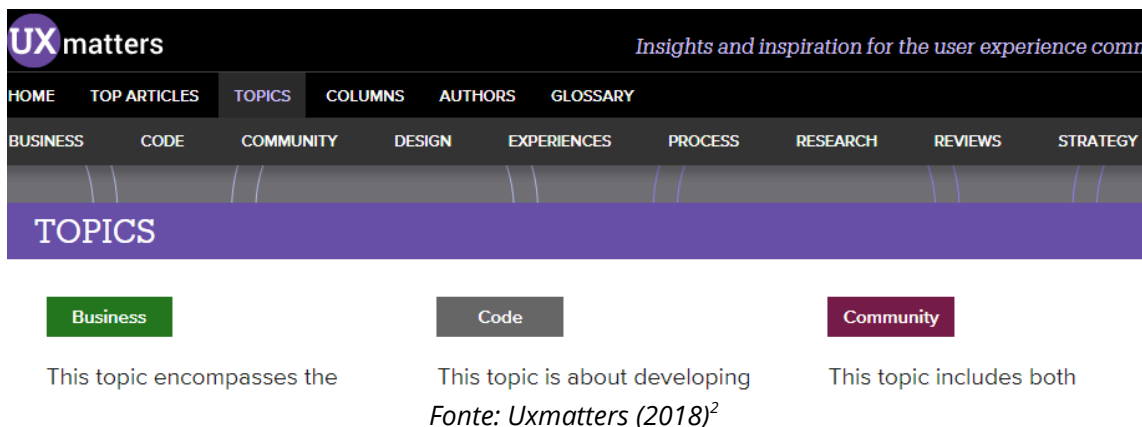 UXmatters
Insights and inspiration for the user experience comm
HOME TOP ARTICLES TOPICS COLUMNS AUTHORS GLOSSARY
BUSINESS CODE COMMUNITY DESIGN EXPERIENCES PROCESS RESEARCH REVIEWS STRATEGY
TOPICS
Business Code Community
This topic encompasses the This topic is about developing This topic includes both
Fonte: Uxmatters (2018)²